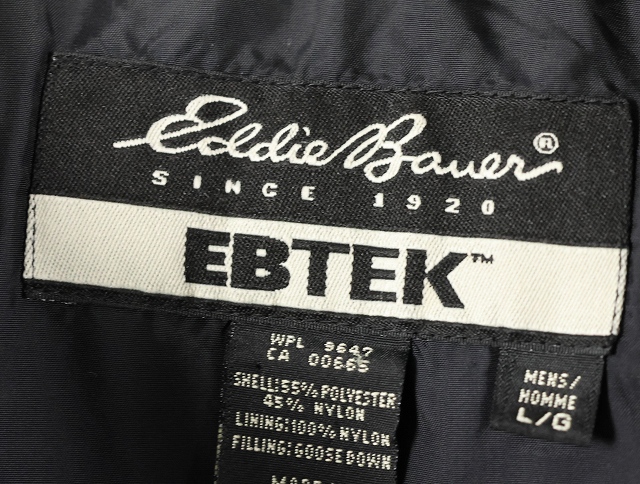 Eddie Bauer®
SINCE 1920
EBTEK™
WPL 9647
CA 00665
SHELL:55% POLYESTER
45% NYLON
LINING:100% NYLON
FILLING:GOOSE DOWN
MENS/
HOMME
L/G